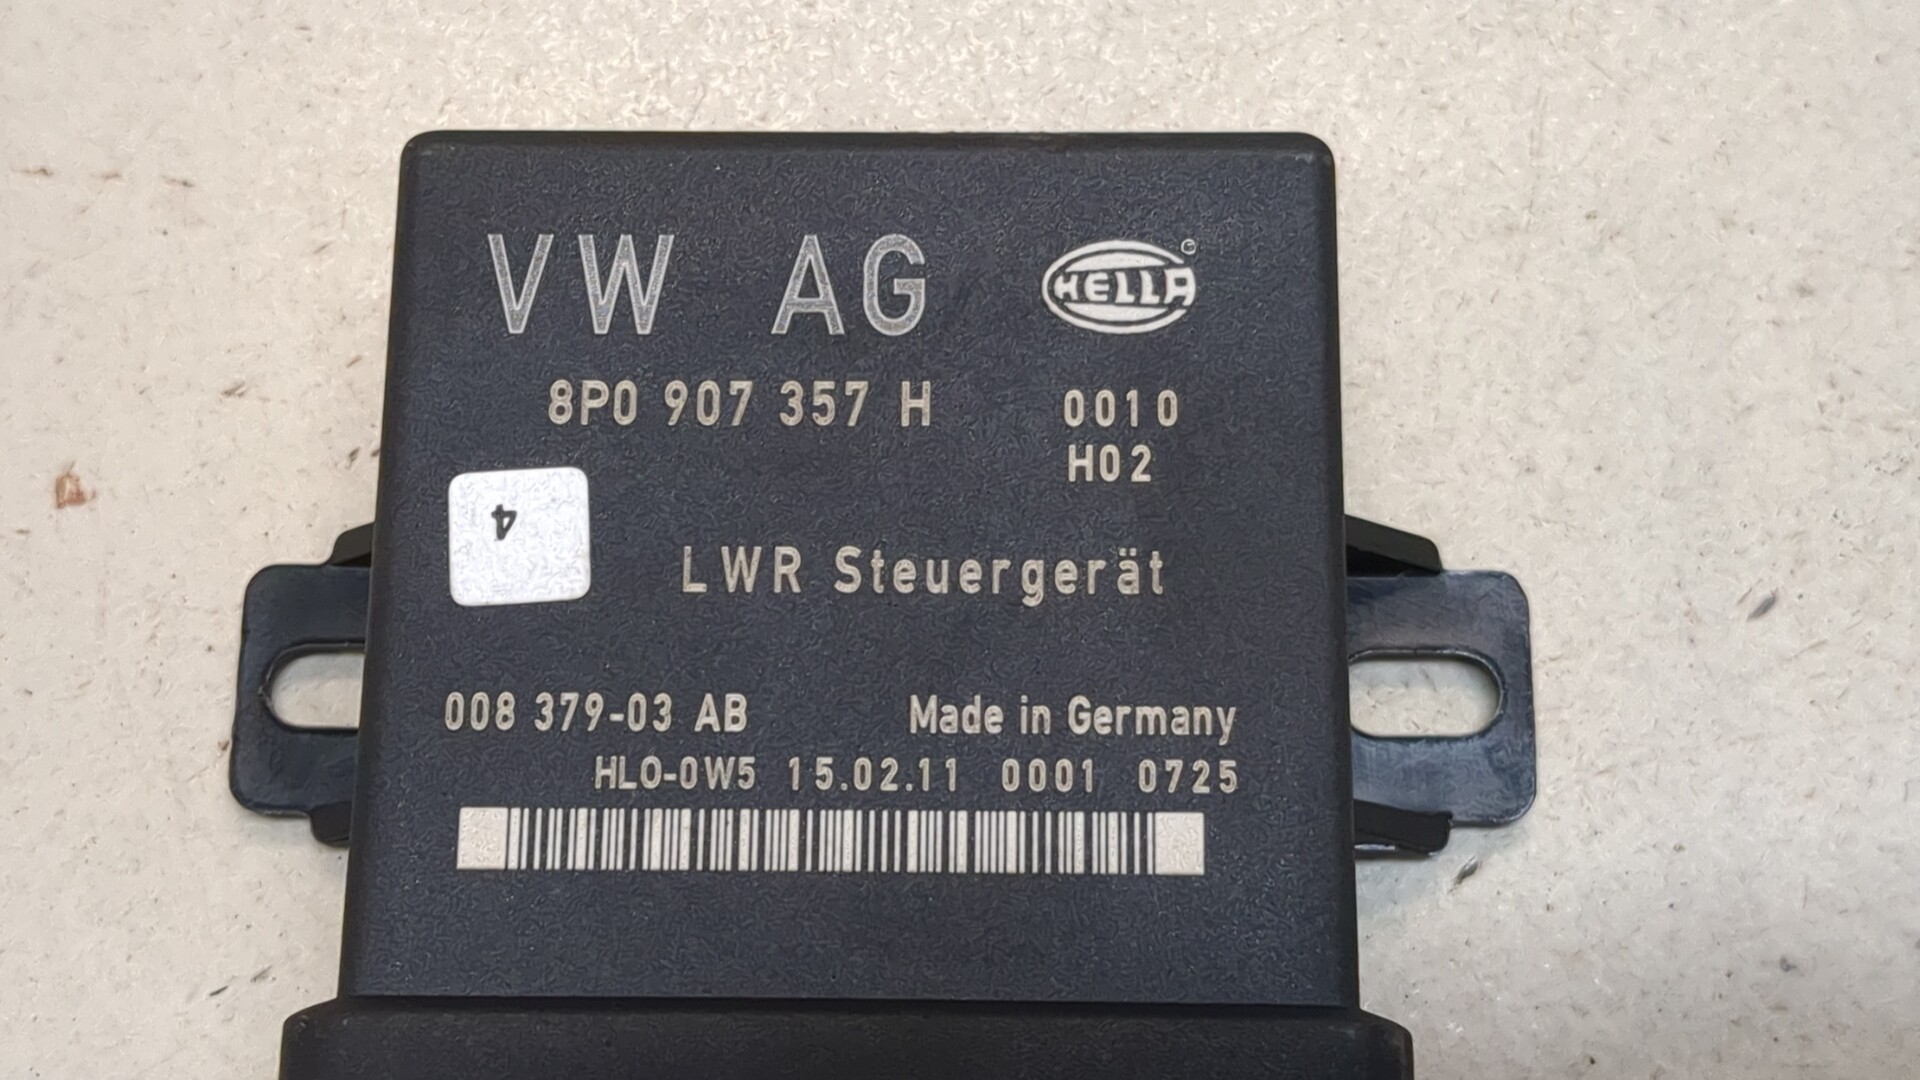 VW AG HELLA
8P0 907 357 H 0010
H02
4
LWR Steuergerät
008 379-03 AB Made in Germany
HLO-0W5 15.02.11 0001 0725